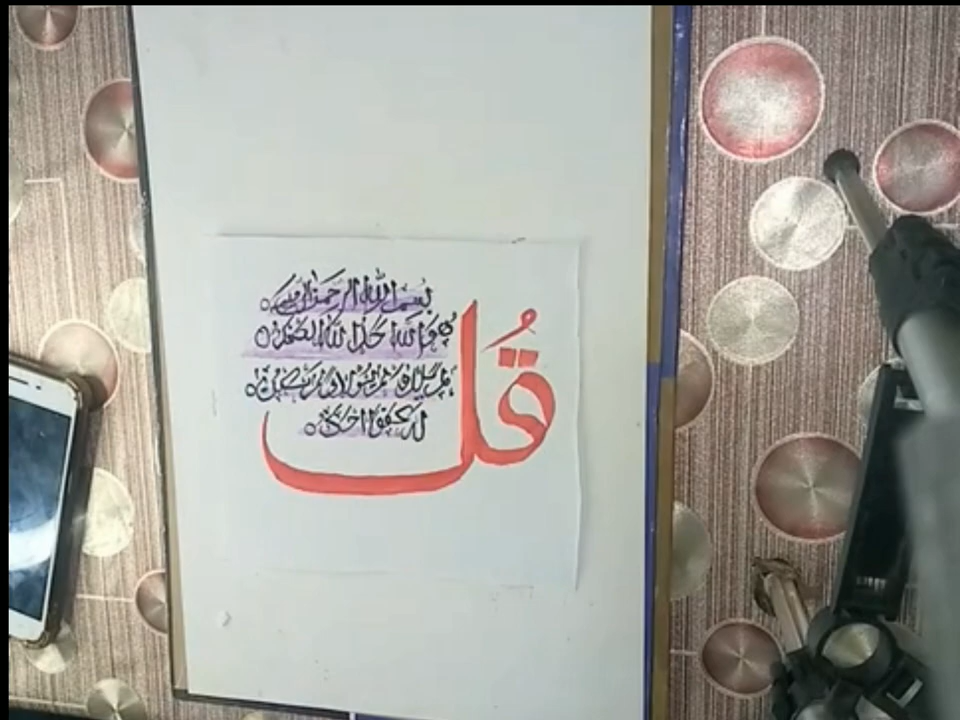 قُل
بسم الله الرحمن الرحيم
هو الله احد الله الصمد
لم يلد ولم يولد ولم يكن
له كفوا احد